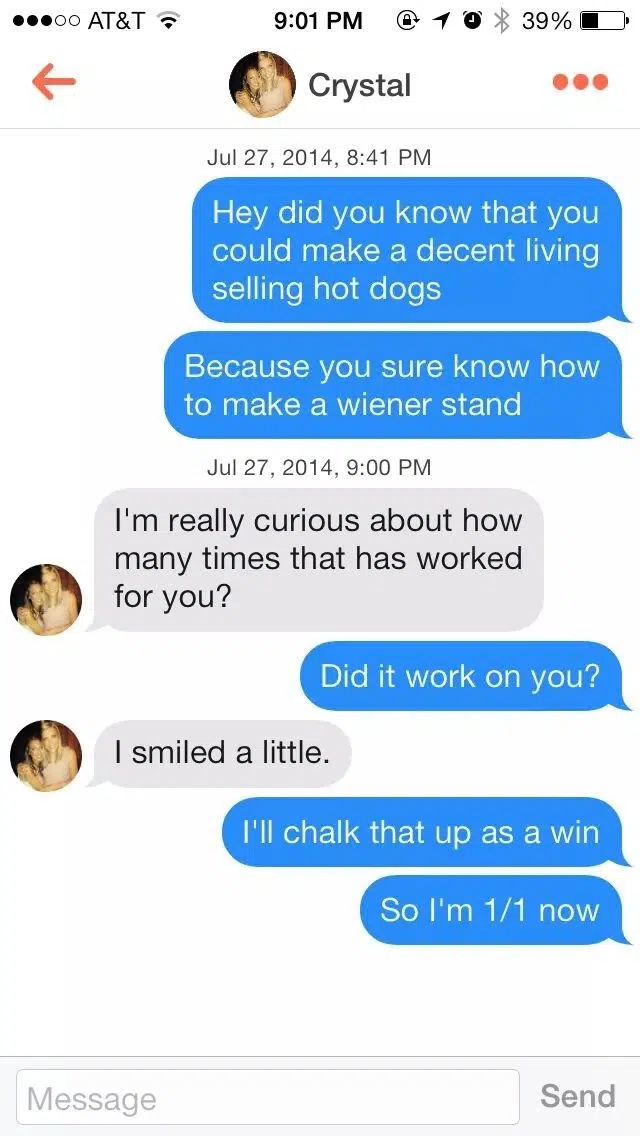 AT&T 9:01 PM 39%
Crystal
Jul 27, 2014, 8:41 PM
Hey did you know that you
could make a decent living
selling hot dogs
Because you sure know how
to make a wiener stand
Jul 27, 2014, 9:00 PM
I'm really curious about how
many times that has worked
for you?
Did it work on you?
I smiled a little.
I'll chalk that up as a win
So I'm 1/1 now
Message Send